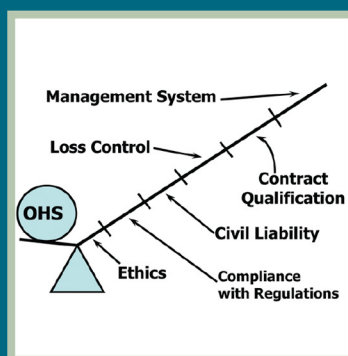 Management System
Loss Control
Contract
Qualification
OHS
Civil Liability
Ethics
Compliance
with Regulations